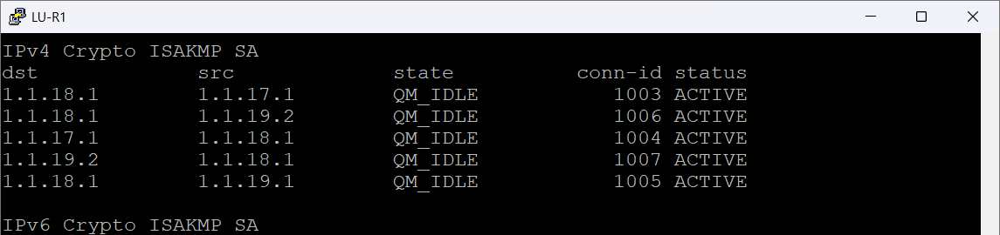 LU-R1
IPv4 Crypto ISAKMP SA
dst             src             state          conn-id status
1.1.18.1        1.1.17.1        QM_IDLE           1003 ACTIVE
1.1.18.1        1.1.19.2        QM_IDLE           1006 ACTIVE
1.1.17.1        1.1.18.1        QM_IDLE           1004 ACTIVE
1.1.19.2        1.1.18.1        QM_IDLE           1007 ACTIVE
1.1.18.1        1.1.19.1        QM_IDLE           1005 ACTIVE
IPv6 Crypto ISAKMP SA